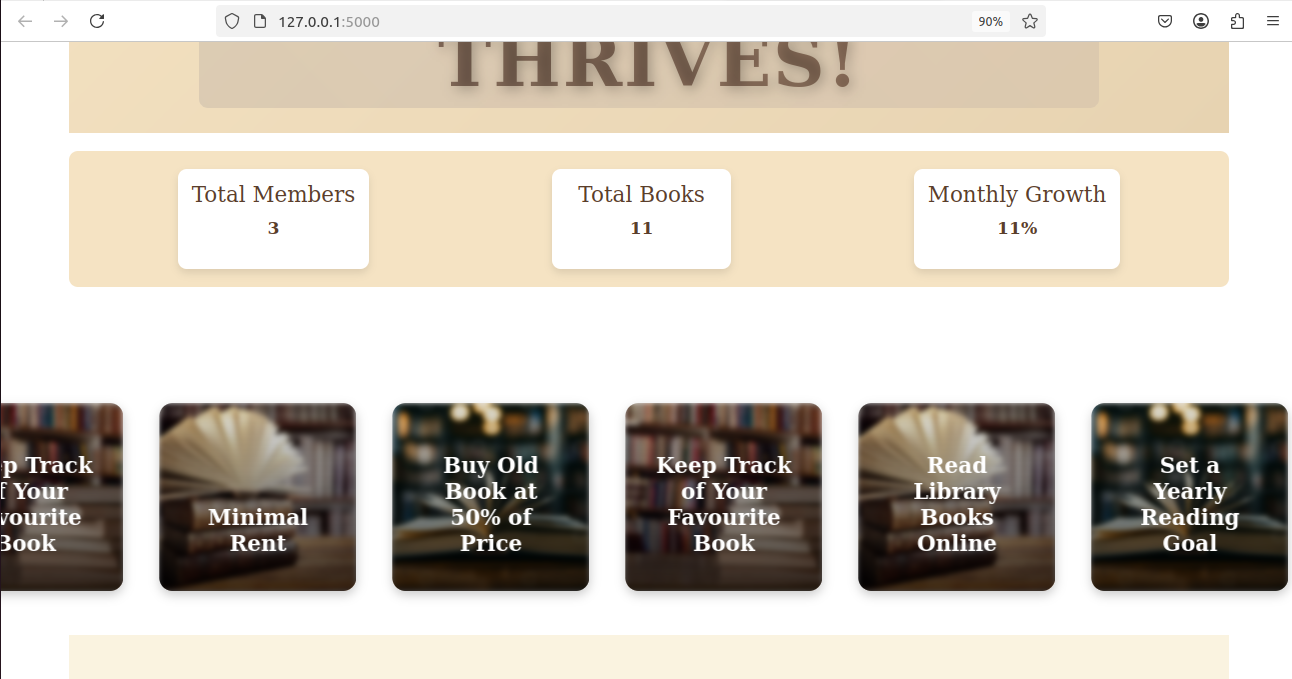 127.0.0.1:5000
90%
THRIVES!
Total Members
3
Total Books
11
Monthly Growth
11%
Track
Your
Book
Minimal
Rent
Buy Old
Book at
50% of
Price
Keep Track
of Your
Favourite
Book
Read
Library
Books
Online
Set a
Yearly
Reading
Goal